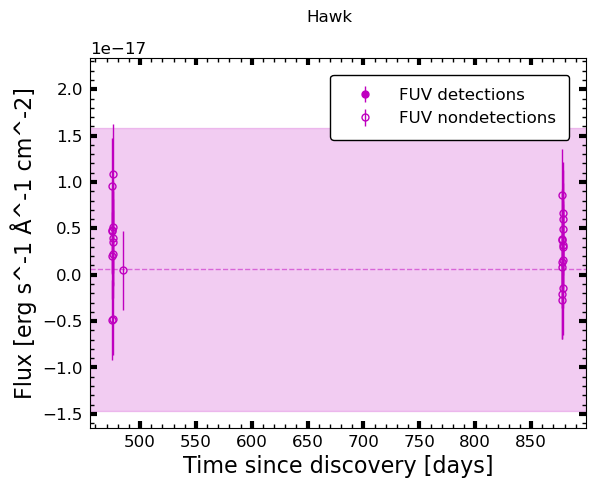 Hawk
1e−17
2.0
1.5
1.0
0.5
0.0
−0.5
−1.0
−1.5
Flux [erg s^-1 Å^-1 cm^-2]
FUV detections
FUV nondetections
500 550 600 650 700 750 800 850
Time since discovery [days]